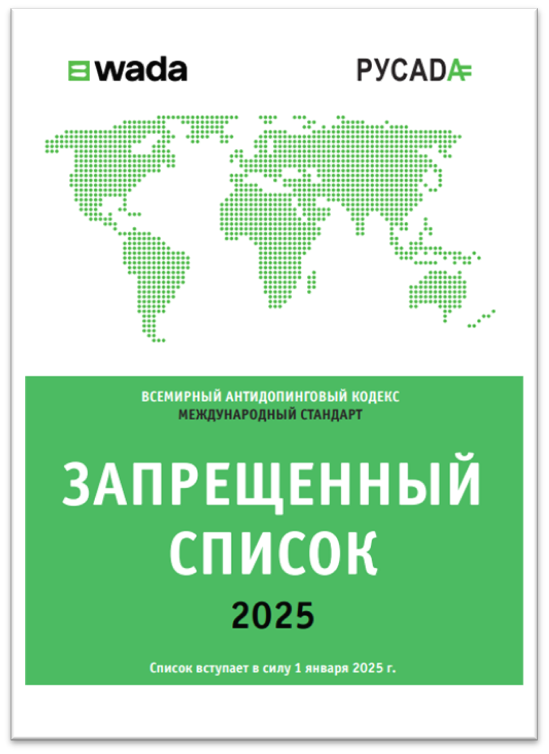 wada
РУСАДА
ВСЕМИРНЫЙ АНТИДОПИНГОВЫЙ КОДЕКС
МЕЖДУНАРОДНЫЙ СТАНДАРТ
ЗАПРЕЩЕННЫЙ
СПИСОК
2025
Список вступает в силу 1 января 2025 г.